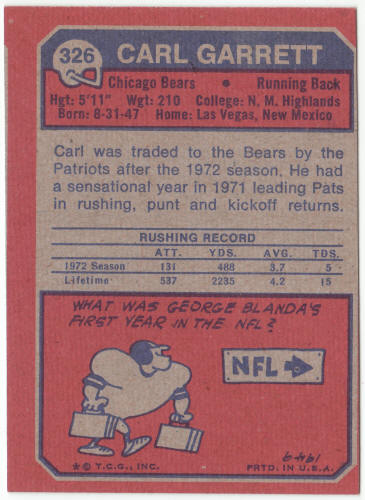 326
CARL GARRETT
Chicago Bears • Running Back
Hgt: 5'11" Wgt: 210 College: N. M. Highlands
Born: 8-31-47 Home: Las Vegas, New Mexico
Carl was traded to the Bears by the
Patriots after the 1972 season. He had
a sensational year in 1971 leading Pats
in rushing, punt and kickoff returns.
RUSHING RECORD
ATT. YDS. AVG. TDS.
1972 Season 131 488 3.7 5
Lifetime 537 2235 4.2 15
WHAT WAS GEORGE BLANDA'S
FIRST YEAR IN THE NFL?
NFL
1949
*© T.C.G., INC.
PRTD. IN U.S.A.